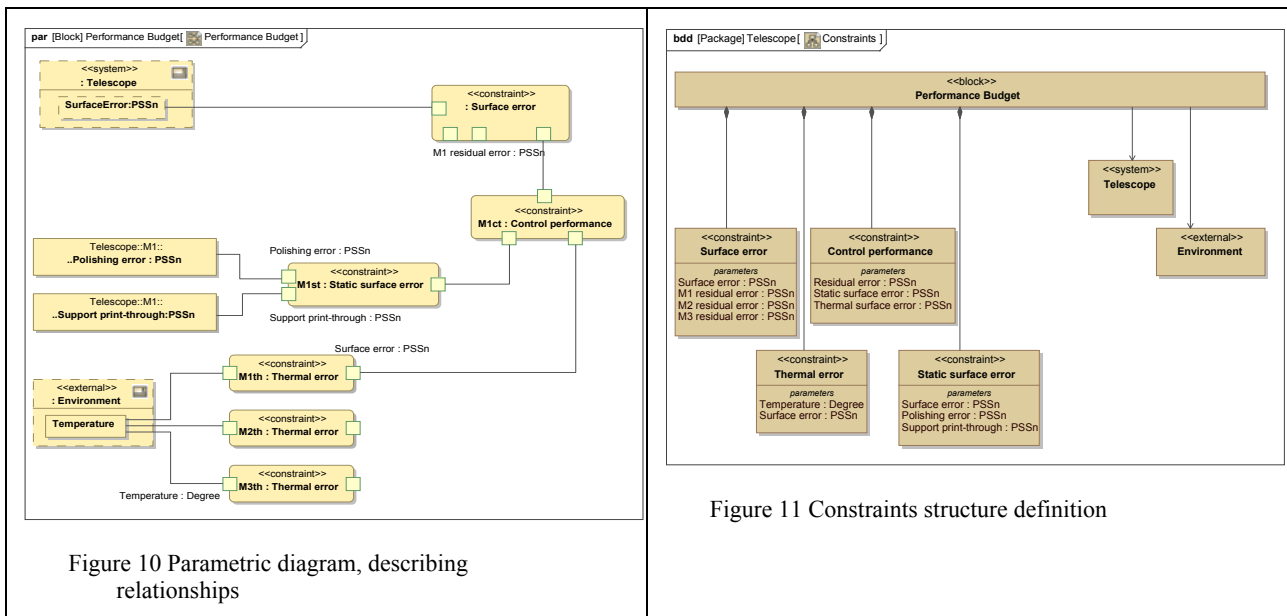 par [Block] Performance Budget[ Performance Budget ]
<<system>>
: Telescope
SurfaceError:PSSn
<<constraint>>
: Surface error
M1 residual error : PSSn
<<constraint>>
M1ct : Control performance
Telescope::M1::
..Polishing error : PSSn
Polishing error : PSSn
<<constraint>>
M1st : Static surface error
Telescope::M1::
..Support print-through:PSSn
Support print-through : PSSn
Surface error : PSSn
<<constraint>>
M1th : Thermal error
<<external>>
: Environment
Temperature
<<constraint>>
M2th : Thermal error
<<constraint>>
M3th : Thermal error
Temperature : Degree
Figure 10 Parametric diagram, describing
relationships
bdd [Package] Telescope[ Constraints ]
<<block>>
Performance Budget
<<system>>
Telescope
<<external>>
Environment
<<constraint>>
Surface error
parameters
Surface error : PSSn
M1 residual error : PSSn
M2 residual error : PSSn
M3 residual error : PSSn
<<constraint>>
Control performance
parameters
Residual error : PSSn
Static surface error : PSSn
Thermal surface error : PSSn
<<constraint>>
Thermal error
parameters
Temperature : Degree
Surface error : PSSn
<<constraint>>
Static surface error
parameters
Surface error : PSSn
Polishing error : PSSn
Support print-through : PSSn
Figure 11 Constraints structure definition